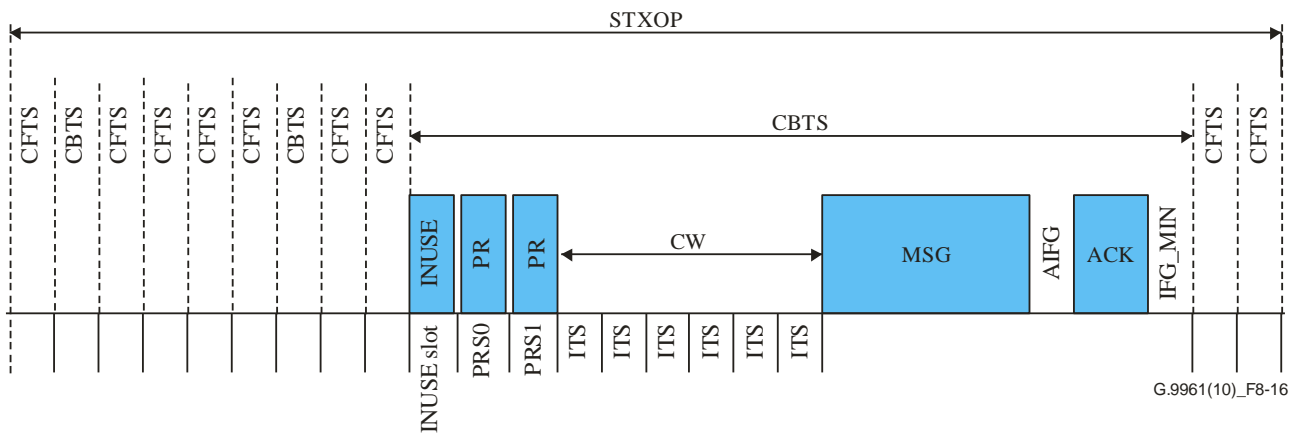 STXOP
CFTS
CBTS
CFTS
CFTS
CFTS
CFTS
CBTS
CFTS
CFTS
CBTS
CFTS
CFTS
INUSE
PR
PR
CW
MSG
AIFG
ACK
IFG_MIN
INUSE slot
PRS0
PRS1
ITS
ITS
ITS
ITS
ITS
ITS
G.9961(10)_F8-16